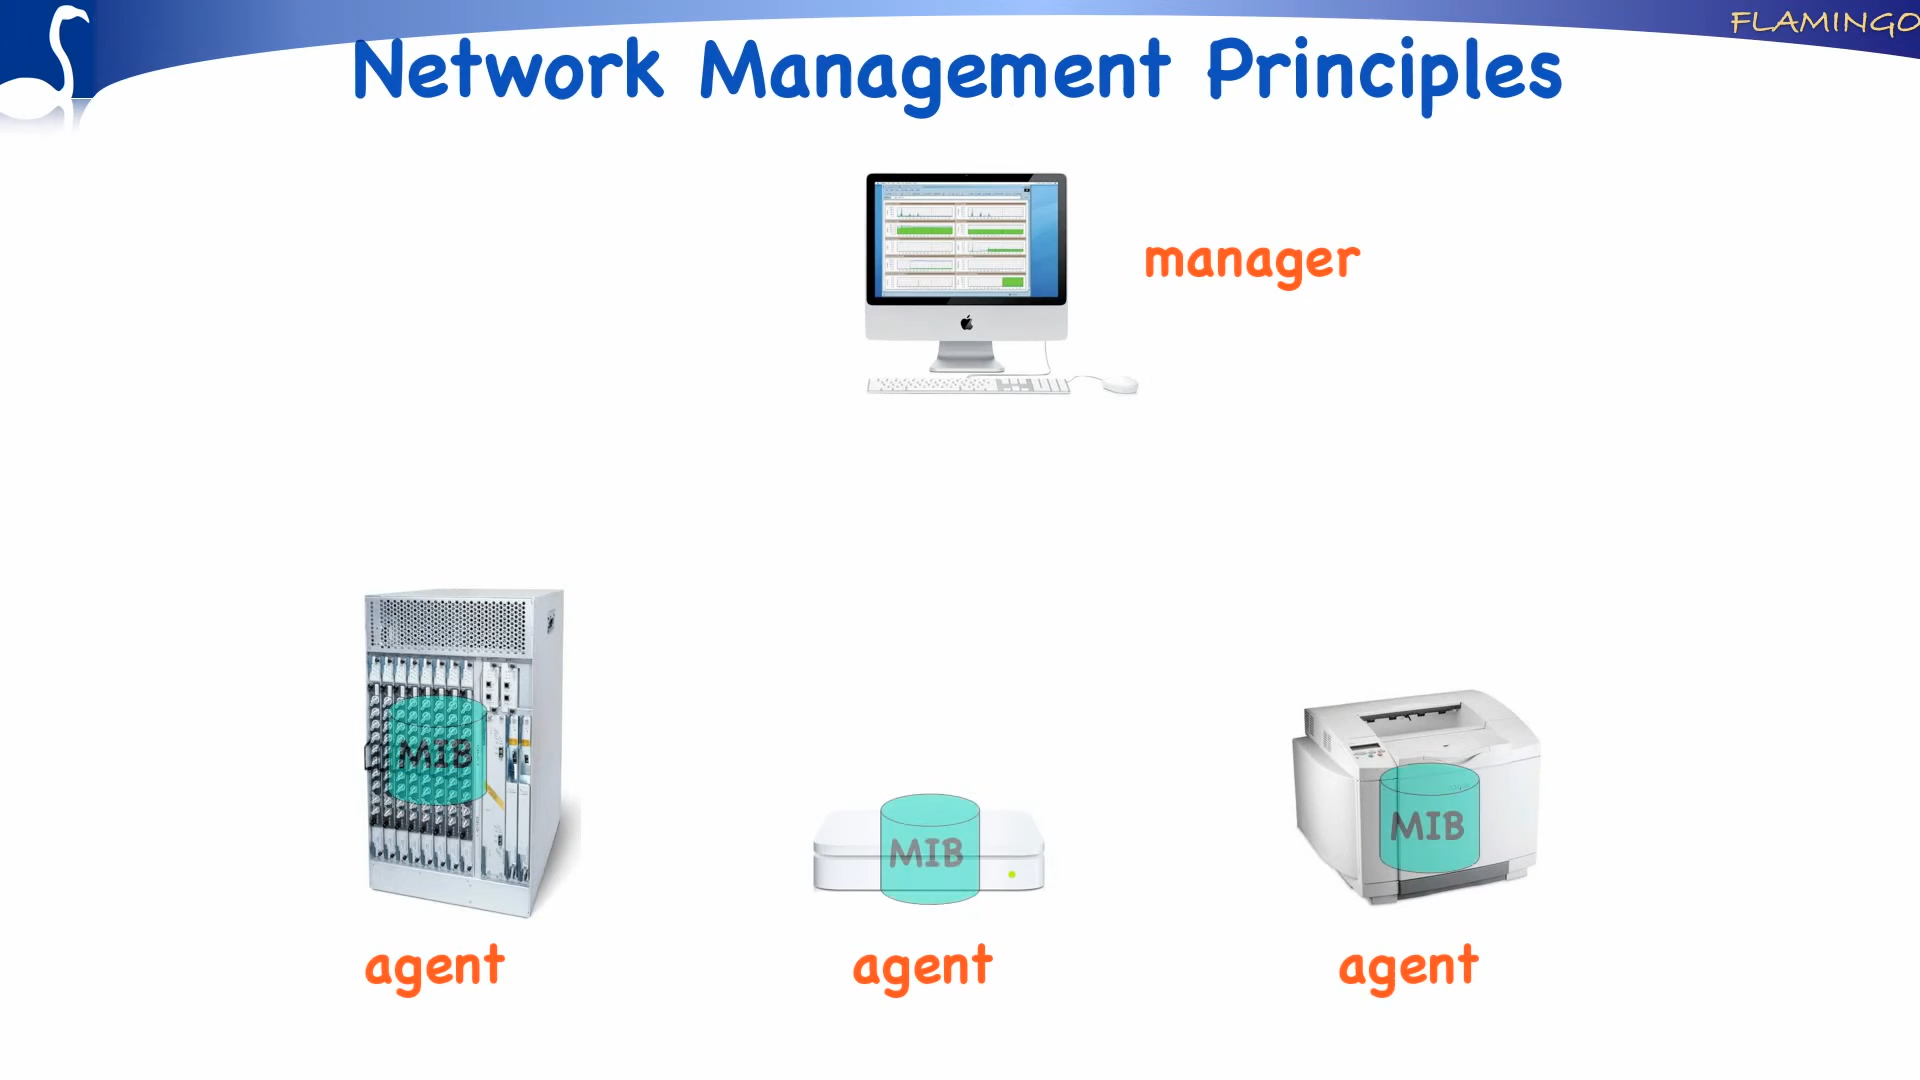 FLAMINGO
Network Management Principles
manager
MIB
MIB
MIB
agent
agent
agent